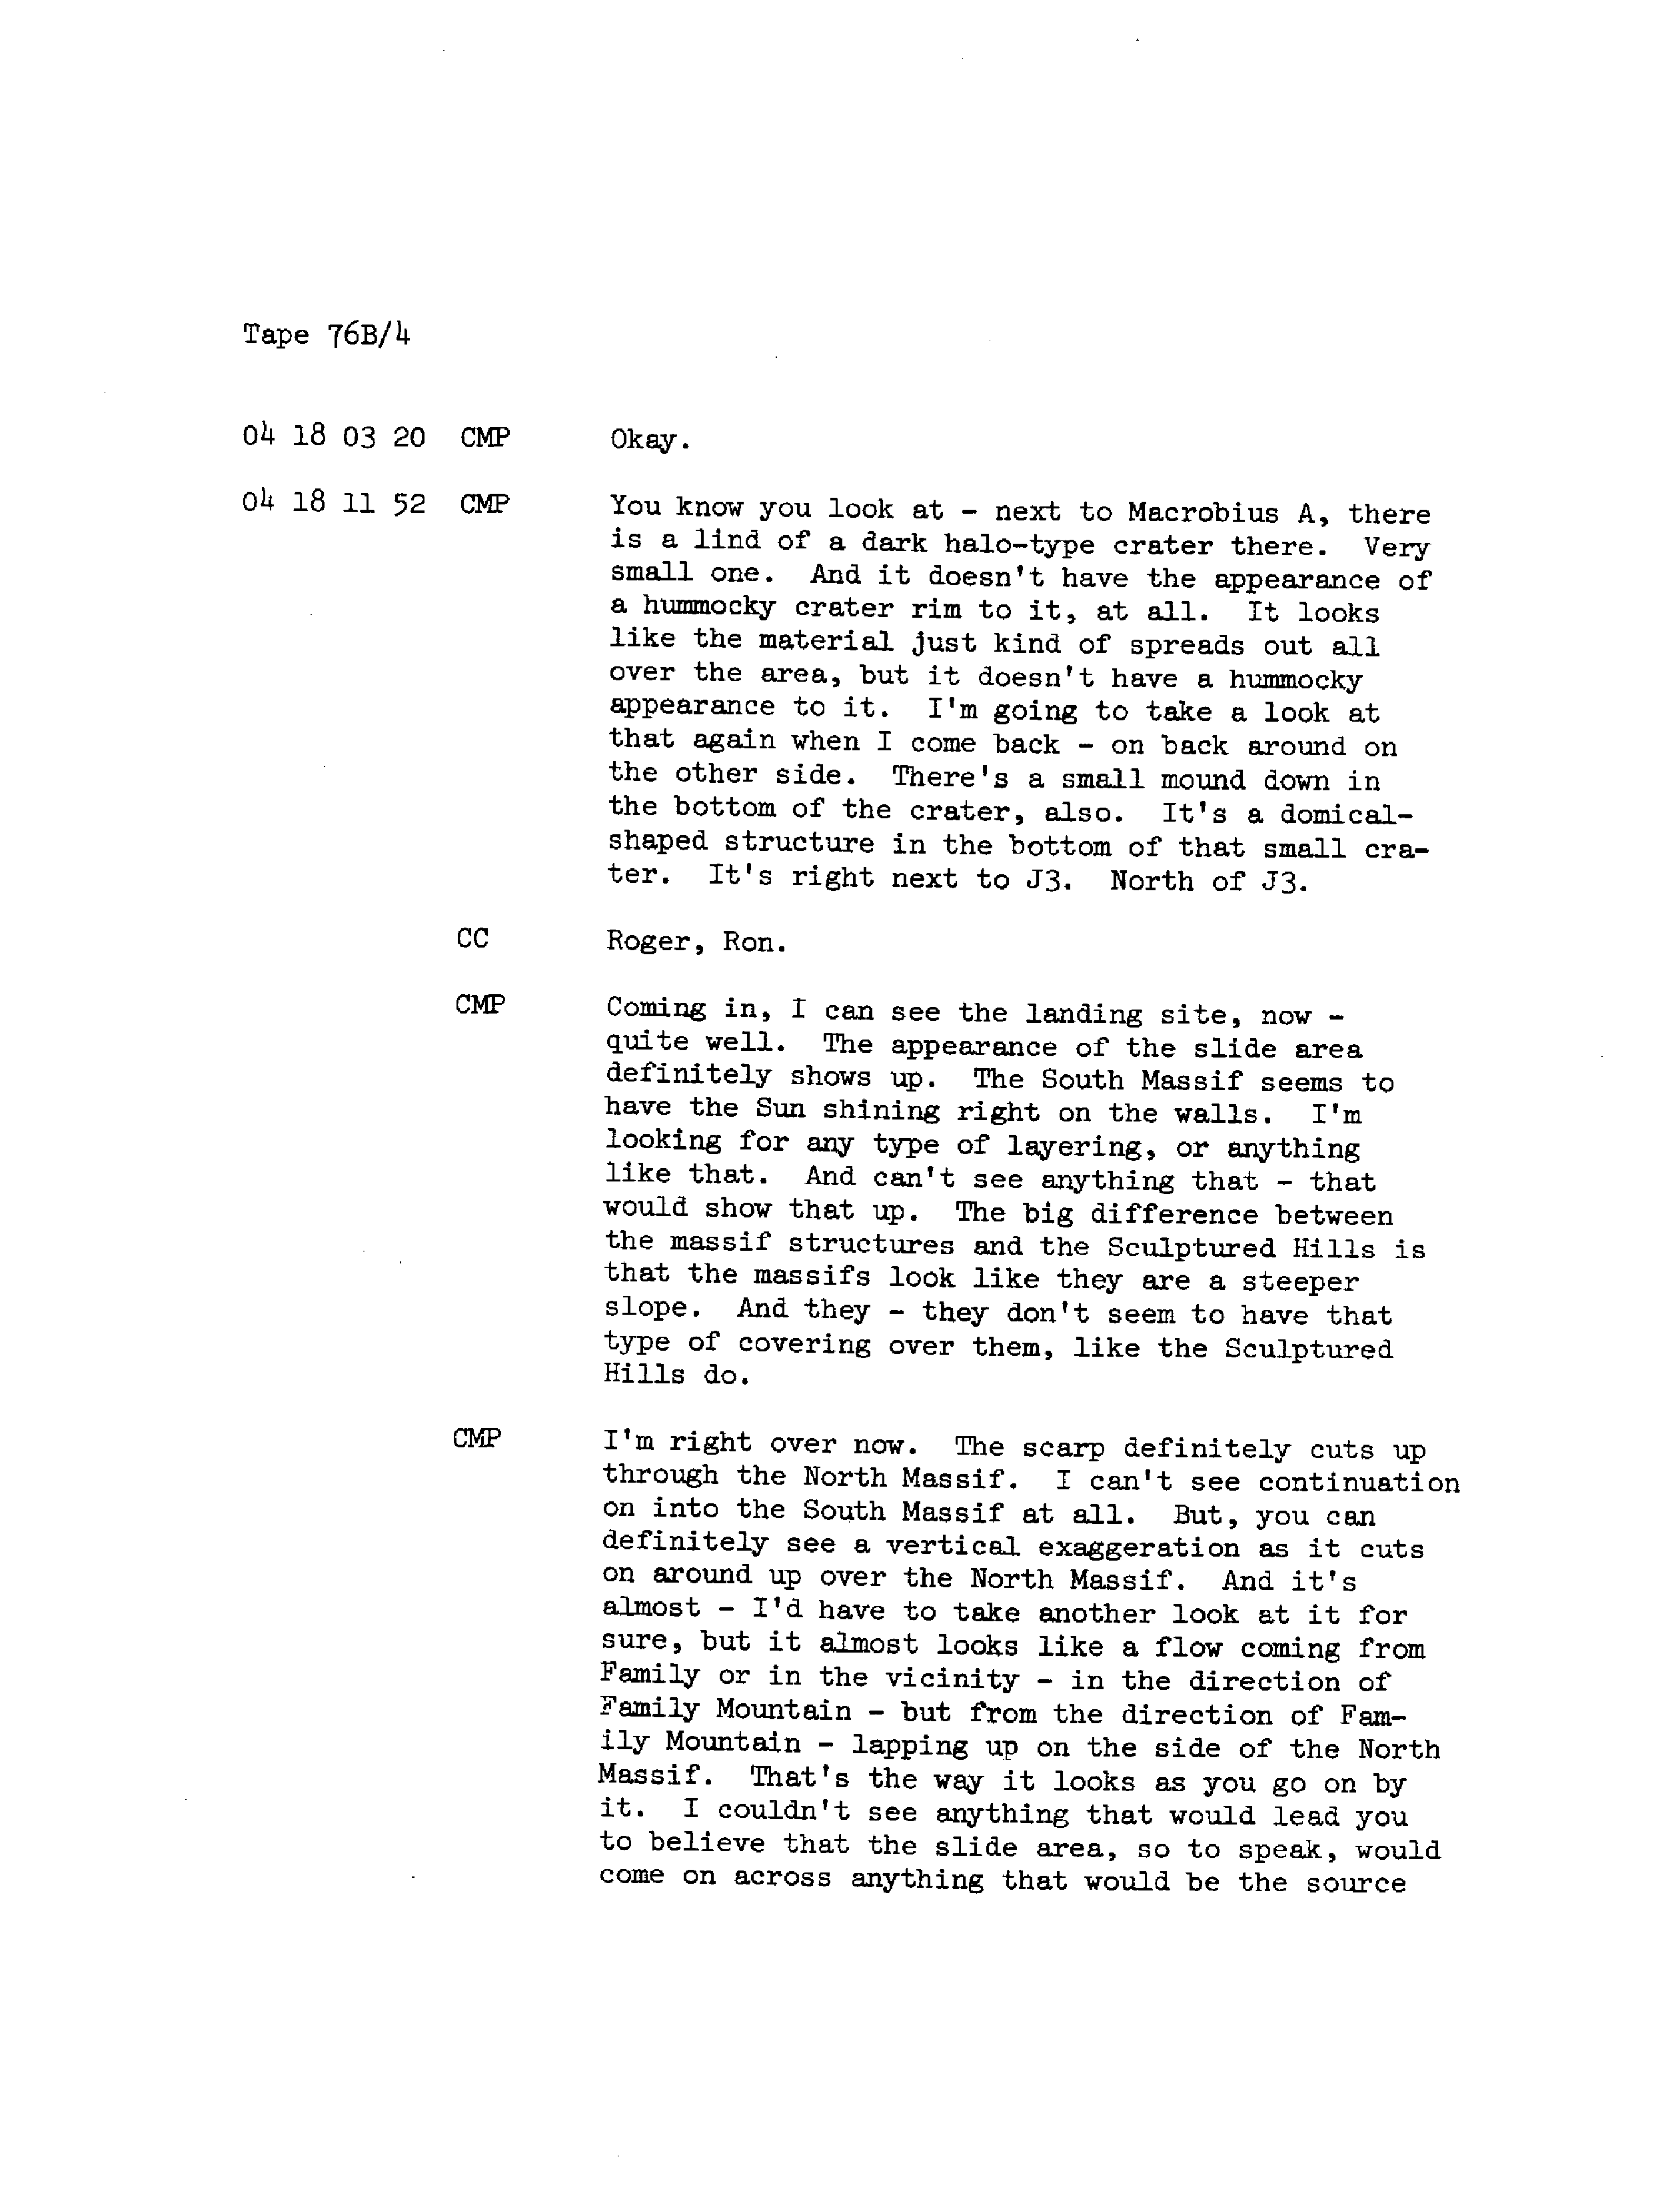 Tape 76B/4
04 18 03 20 CMP Okay.
04 18 11 52 CMP You know you look at - next to Macrobius A, there
is a lind of a dark halo-type crater there. Very
small one. And it doesn't have the appearance of
a hummocky crater rim to it, at all. It looks
like the material just kind of spreads out all
over the area, but it doesn't have a hummocky
appearance to it. I'm going to take a look at
that again when I come back - on back around on
the other side. There's a small mound down in
the bottom of the crater, also. It's a domical-
shaped structure in the bottom of that small cra-
ter. It's right next to J3. North of J3.
CC Roger, Ron.
CMP Coming in, I can see the landing site, now -
quite well. The appearance of the slide area
definitely shows up. The South Massif seems to
have the Sun shining right on the walls. I'm
looking for any type of layering, or anything
like that. And can't see anything that - that
would show that up. The big difference between
the massif structures and the Sculptured Hills is
that the massifs look like they are a steeper
slope. And they - they don't seem to have that
type of covering over them, like the Sculptured
Hills do.
CMP I'm right over now. The scarp definitely cuts up
through the North Massif. I can't see continuation
on into the South Massif at all. But, you can
definitely see a vertical exaggeration as it cuts
on around up over the North Massif. And it's
almost - I'd have to take another look at it for
sure, but it almost looks like a flow coming from
Family or in the vicinity - in the direction of
Family Mountain - but from the direction of Fam-
ily Mountain - lapping up on the side of the North
Massif. That's the way it looks as you go on by
it. I couldn't see anything that would lead you
to believe that the slide area, so to speak, would
come on across anything that would be the source